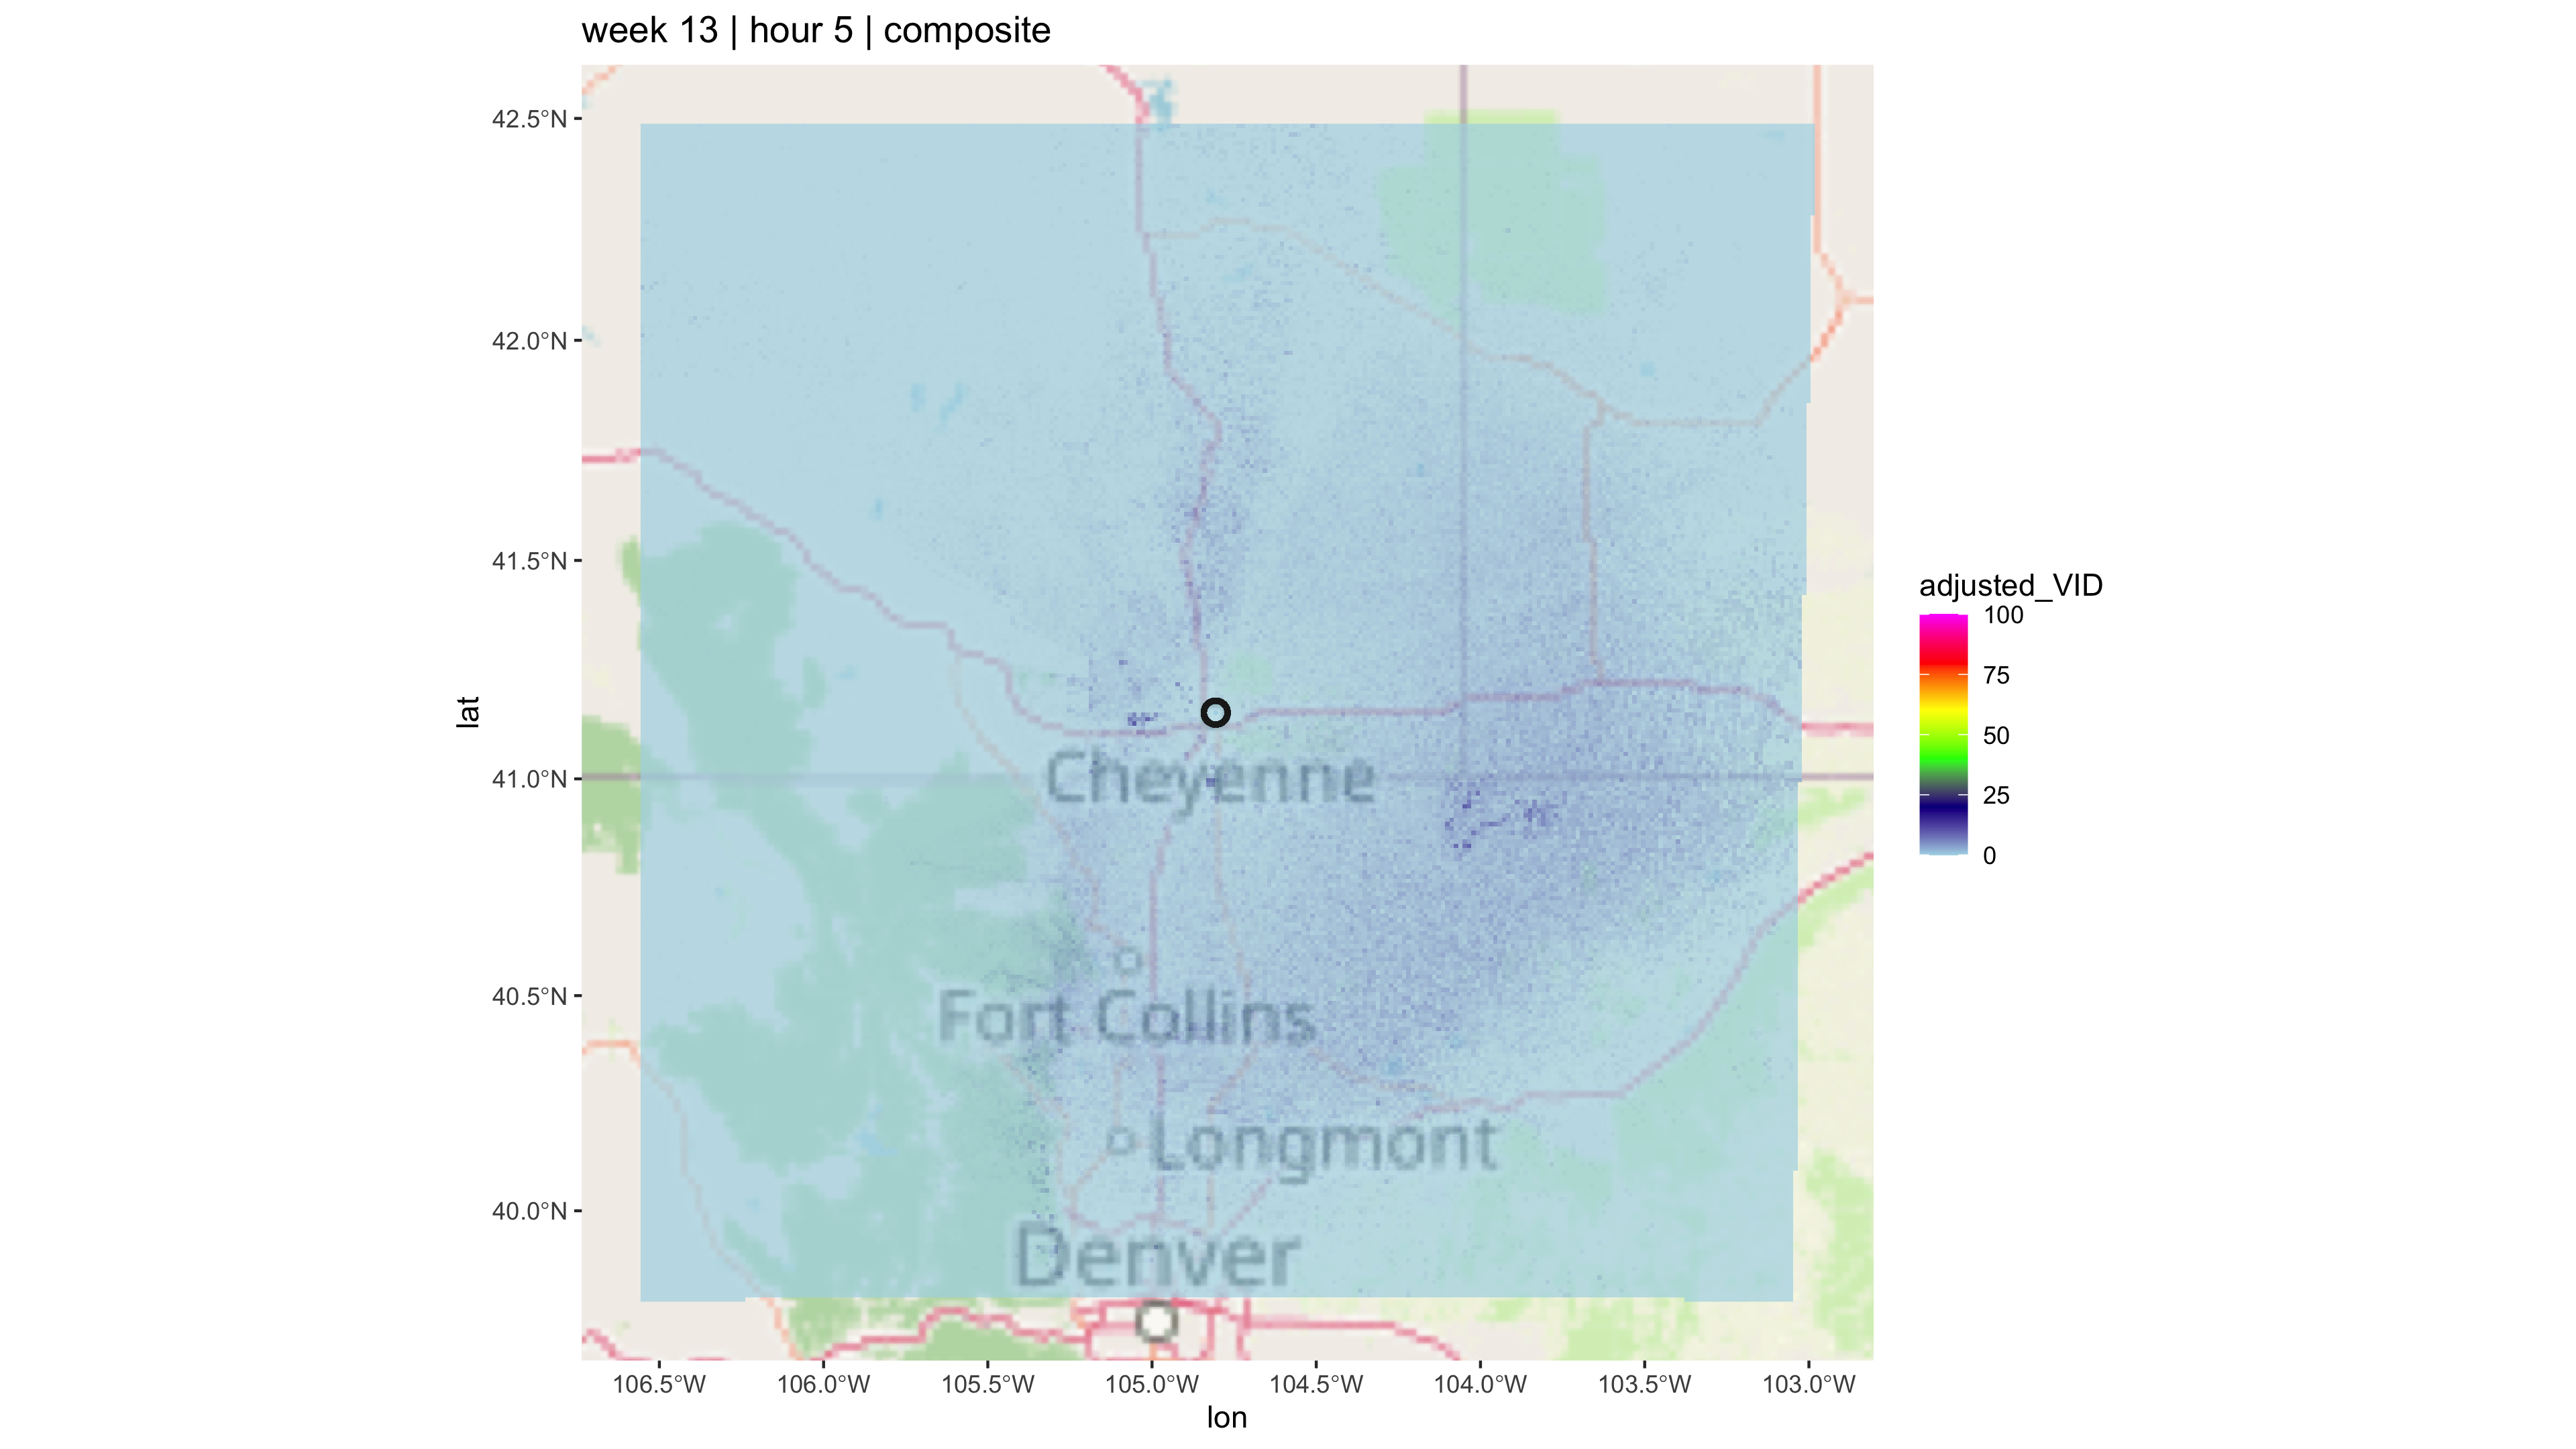 week 13 | hour 5 | composite
42.5°N
42.0°N
41.5°N
41.0°N
40.5°N
40.0°N
lat
Cheyenne
Fort Collins
Longmont
Denver
106.5°W 106.0°W 105.5°W 105.0°W 104.5°W 104.0°W 103.5°W 103.0°W
lon
adjusted_VID
100
75
50
25
0